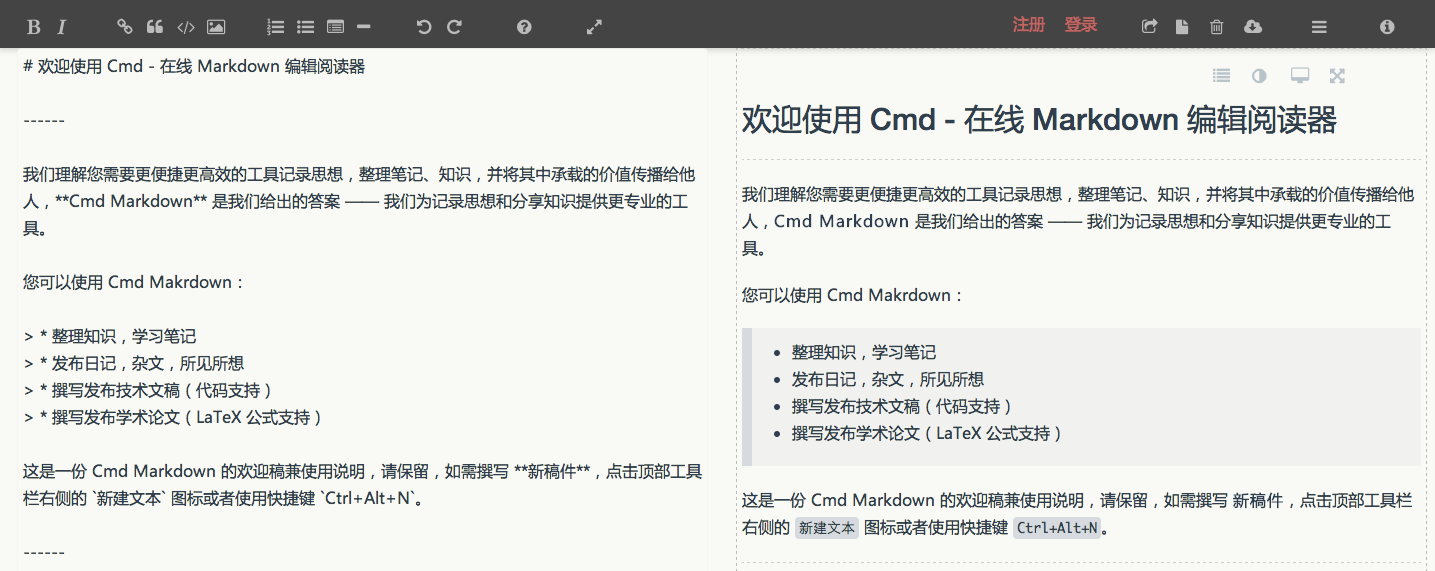 注册 登录
# 欢迎使用 Cmd - 在线 Markdown 编辑阅读器
------
我们理解您需要更便捷更高效的工具记录思想，整理笔记、知识，并将其中承载的价值传播给他
人，**Cmd Markdown** 是我们给出的答案 —— 我们为记录思想和分享知识提供更专业的工
具。
您可以使用 Cmd Makrdown：
> * 整理知识，学习笔记
> * 发布日记，杂文，所见所想
> * 撰写发布技术文稿（代码支持）
> * 撰写发布学术论文（LaTeX 公式支持）
这是一份 Cmd Markdown 的欢迎稿兼使用说明，请保留，如需撰写 **新稿件**，点击顶部工具
栏右侧的 `新建文本` 图标或者使用快捷键 `Ctrl+Alt+N`。
------
欢迎使用 Cmd - 在线 Markdown 编辑阅读器
我们理解您需要更便捷更高效的工具记录思想，整理笔记、知识，并将其中承载的价值传播给他
人，Cmd Markdown 是我们给出的答案 —— 我们为记录思想和分享知识提供更专业的工
具。
您可以使用 Cmd Makrdown：
• 整理知识，学习笔记
• 发布日记，杂文，所见所想
• 撰写发布技术文稿（代码支持）
• 撰写发布学术论文（LaTeX 公式支持）
这是一份 Cmd Markdown 的欢迎稿兼使用说明，请保留，如需撰写 新稿件，点击顶部工具栏
右侧的 新建文本 图标或者使用快捷键 Ctrl+Alt+N。